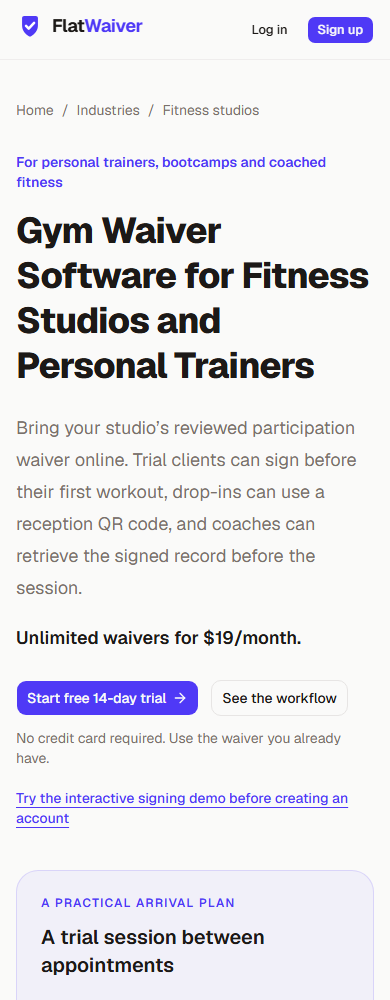 FlatWaiver
Log in
Sign up
Home / Industries / Fitness studios
For personal trainers, bootcamps and coached
fitness
Gym Waiver
Software for Fitness
Studios and
Personal Trainers
Bring your studio’s reviewed participation
waiver online. Trial clients can sign before
their first workout, drop-ins can use a
reception QR code, and coaches can
retrieve the signed record before the
session.
Unlimited waivers for $19/month.
Start free 14-day trial →
See the workflow
No credit card required. Use the waiver you already
have.
Try the interactive signing demo before creating an
account
A PRACTICAL ARRIVAL PLAN
A trial session between
appointments